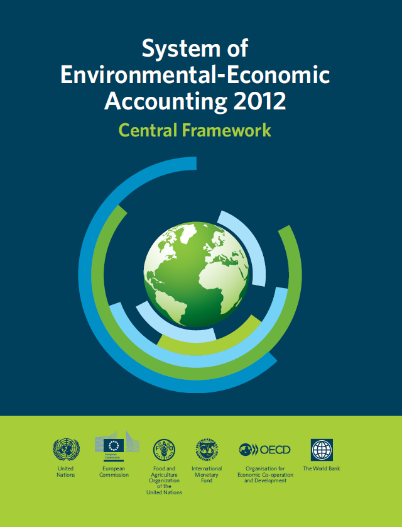 System of
Environmental-Economic
Accounting 2012
Central Framework
United
Nations
European
Commission
Food and
Agriculture
Organization
of the
United Nations
International
Monetary
Fund
OECD
Organisation for
Economic Co-operation
and Development
The World Bank